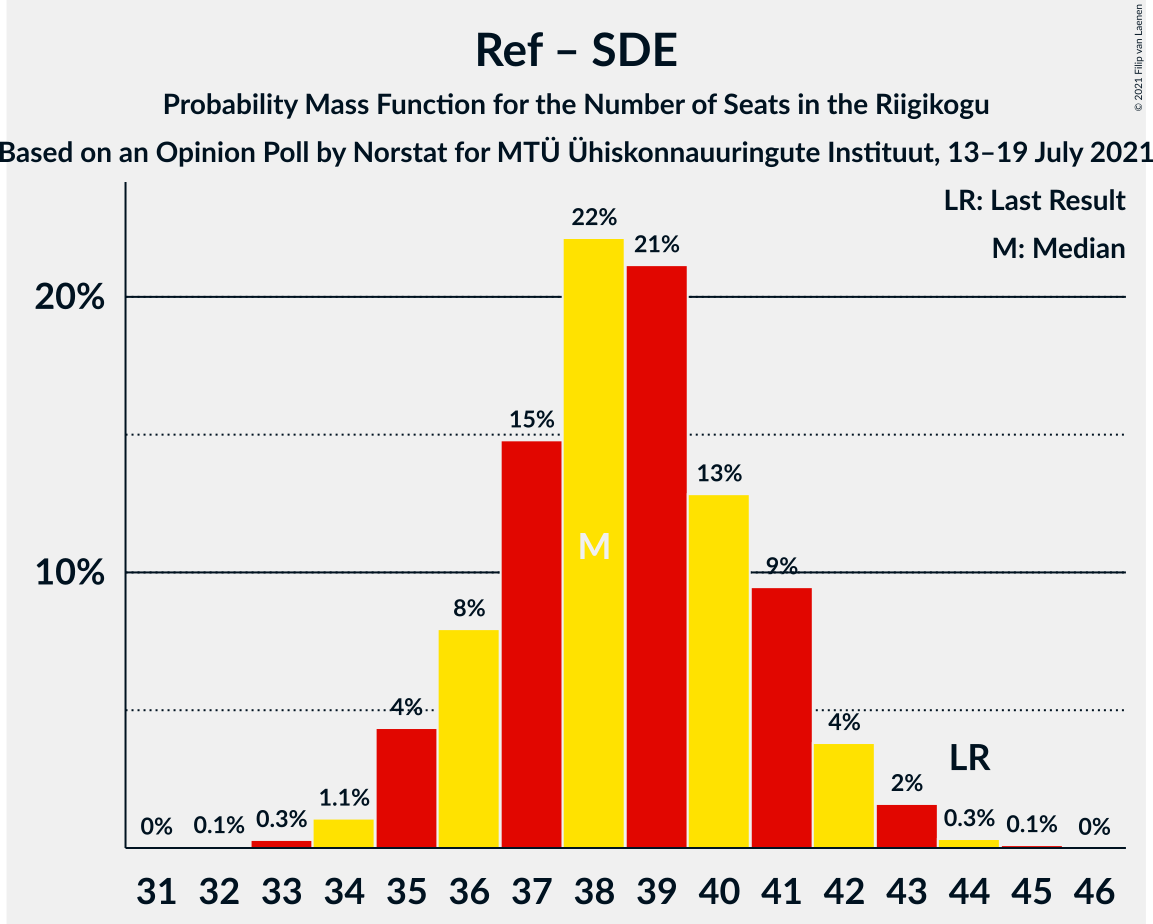 Ref – SDE
Probability Mass Function for the Number of Seats in the Riigikogu
Based on an Opinion Poll by Norstat for MTÜ Ühiskonnauuringute Instituut, 13–19 July 2021
© 2021 Filip van Laenen
LR: Last Result
M: Median
22%
21%
20%
15%
13%
M
10%
9%
8%
4%
4%
LR
2%
1.1%
0% 0.1% 0.3% 0.3% 0.1% 0%
31 32 33 34 35 36 37 38 39 40 41 42 43 44 45 46